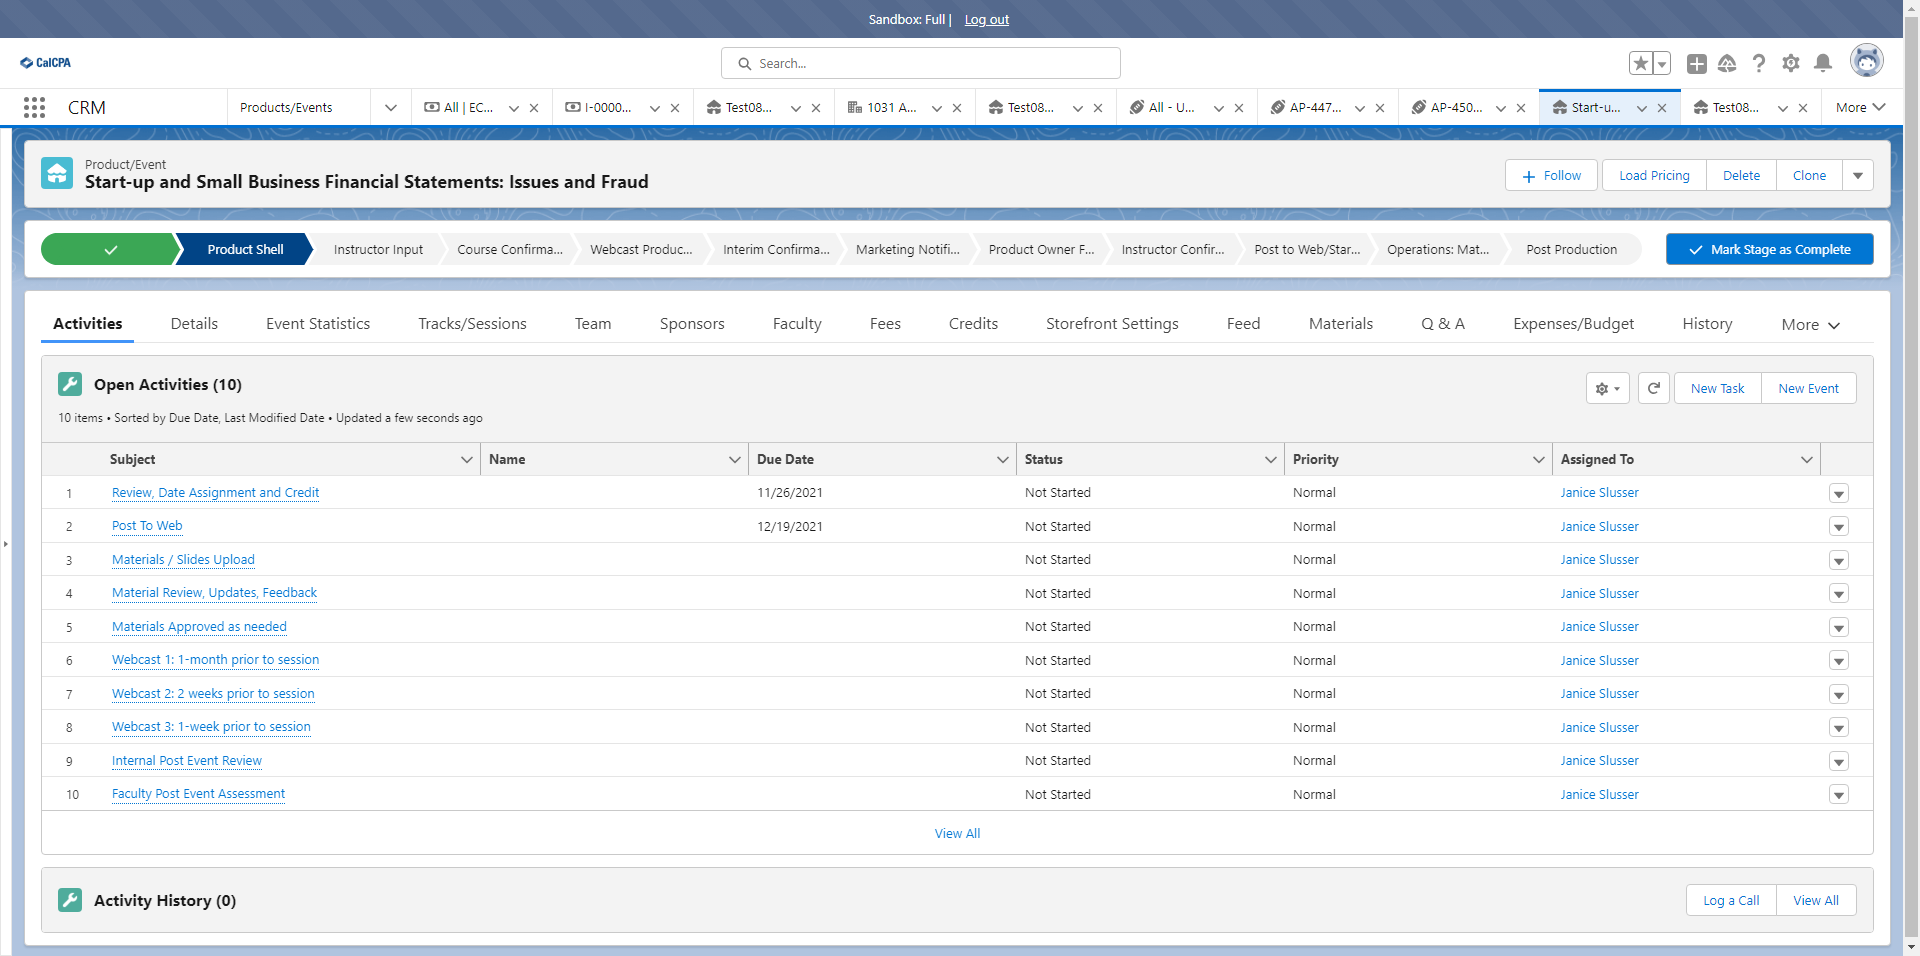 Sandbox: Full | Log out
CalCPA
Search...
CRM
Products/Events
All | EC...
I-0000...
Test08...
1031 A...
Test08...
All - U...
AP-447...
AP-450...
Start-u...
Test08...
More
Product/Event
Start-up and Small Business Financial Statements: Issues and Fraud
Follow
Load Pricing
Delete
Clone
Product Shell
Instructor Input
Course Confirma...
Webcast Produc...
Interim Confirma...
Marketing Notifi...
Product Owner F...
Instructor Confir...
Post to Web/Star...
Operations: Mat...
Post Production
Mark Stage as Complete
Activities
Details
Event Statistics
Tracks/Sessions
Team
Sponsors
Faculty
Fees
Credits
Storefront Settings
Feed
Materials
Q & A
Expenses/Budget
History
More
Open Activities (10)
10 items • Sorted by Due Date, Last Modified Date • Updated a few seconds ago
New Task
New Event
Subject Name Due Date Status Priority Assigned To
1 Review, Date Assignment and Credit 11/26/2021 Not Started Normal Janice Slusser
2 Post To Web 12/19/2021 Not Started Normal Janice Slusser
3 Materials / Slides Upload Not Started Normal Janice Slusser
4 Material Review, Updates, Feedback Not Started Normal Janice Slusser
5 Materials Approved as needed Not Started Normal Janice Slusser
6 Webcast 1: 1-month prior to session Not Started Normal Janice Slusser
7 Webcast 2: 2 weeks prior to session Not Started Normal Janice Slusser
8 Webcast 3: 1-week prior to session Not Started Normal Janice Slusser
9 Internal Post Event Review Not Started Normal Janice Slusser
10 Faculty Post Event Assessment Not Started Normal Janice Slusser
View All
Activity History (0)
Log a Call
View All